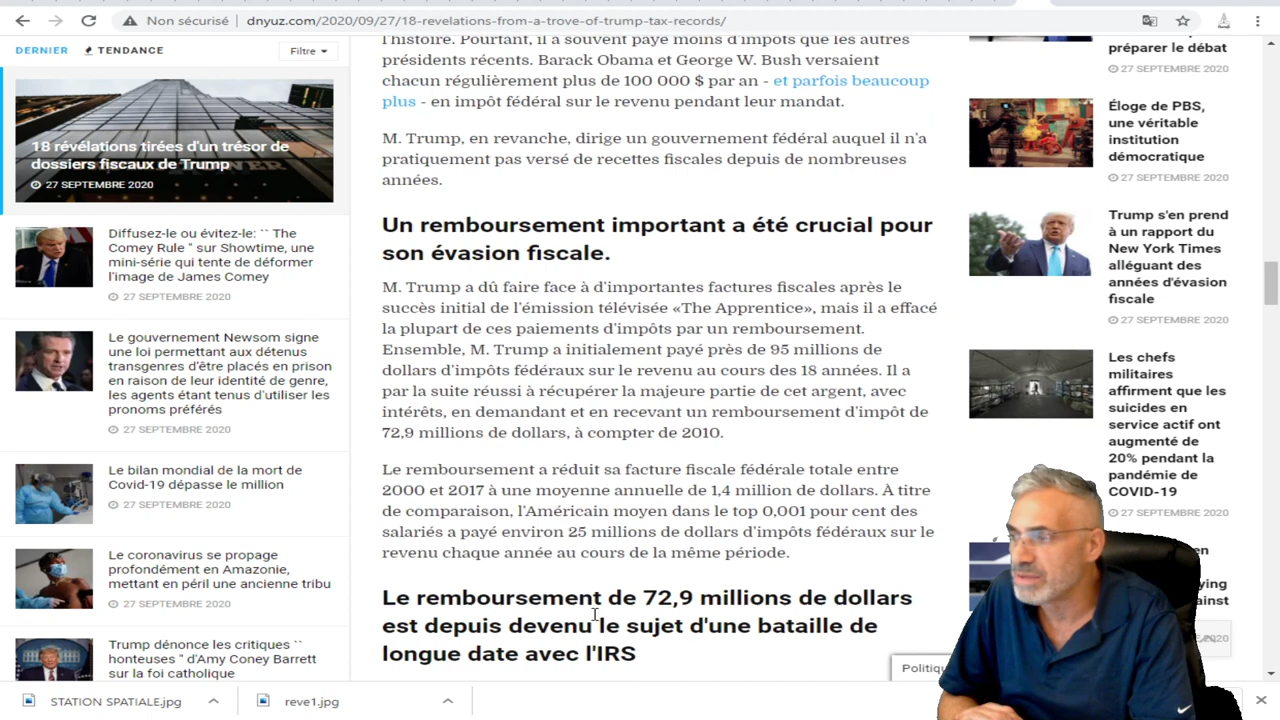 Non sécurisé
dnyuz.com/2020/09/27/18-revelations-from-a-trove-of-trump-tax-records/
DERNIER
TENDANCE
Filtre
18 révélations tirées d'un trésor de
dossiers fiscaux de Trump
27 SEPTEMBRE 2020
Diffusez-le ou évitez-le: `` The
Comey Rule '' sur Showtime, une
mini-série qui tente de déformer
l'image de James Comey
27 SEPTEMBRE 2020
Le gouvernement Newsom signe
une loi permettant aux détenus
transgenres d'être placés en prison
en raison de leur identité de genre,
les agents étant tenus d'utiliser les
pronoms préférés
27 SEPTEMBRE 2020
Le bilan mondial de la mort de
Covid-19 dépasse le million
27 SEPTEMBRE 2020
Le coronavirus se propage
profondément en Amazonie,
mettant en péril une ancienne tribu
27 SEPTEMBRE 2020
Trump dénonce les critiques ``
honteuses '' d'Amy Coney Barrett
sur la foi catholique
l'histoire. Pourtant, il a souvent payé moins d'impôts que les autres
présidents récents. Barack Obama et George W. Bush versaient
chacun régulièrement plus de 100 000 $ par an - et parfois beaucoup
plus - en impôt fédéral sur le revenu pendant leur mandat.
M. Trump, en revanche, dirige un gouvernement fédéral auquel il n'a
pratiquement pas versé de recettes fiscales depuis de nombreuses
années.
Un remboursement important a été crucial pour
son évasion fiscale.
M. Trump a dû faire face à d'importantes factures fiscales après le
succès initial de l'émission télévisée «The Apprentice», mais il a effacé
la plupart de ces paiements d'impôts par un remboursement.
Ensemble, M. Trump a initialement payé près de 95 millions de
dollars d'impôts fédéraux sur le revenu au cours des 18 années. Il a
par la suite réussi à récupérer la majeure partie de cet argent, avec
intérêts, en demandant et en recevant un remboursement d'impôt de
72,9 millions de dollars, à compter de 2010.
Le remboursement a réduit sa facture fiscale fédérale totale entre
2000 et 2017 à une moyenne annuelle de 1,4 million de dollars. À titre
de comparaison, l'Américain moyen dans le top 0,001 pour cent des
salariés a payé environ 25 millions de dollars d'impôts fédéraux sur le
revenu chaque année au cours de la même période.
Le remboursement de 72,9 millions de dollars
est depuis devenu le sujet d'une bataille de
longue date avec l'IRS
préparer le débat
27 SEPTEMBRE 2020
Éloge de PBS,
une véritable
institution
démocratique
27 SEPTEMBRE 2020
Trump s'en prend
à un rapport du
New York Times
alléguant des
années d'évasion
fiscale
27 SEPTEMBRE 2020
Les chefs
militaires
affirment que les
suicides en
service actif ont
augmenté de
20% pendant la
pandémie de
COVID-19
27 SEPTEMBRE 2020
STATION SPATIALE.jpg
reve1.jpg